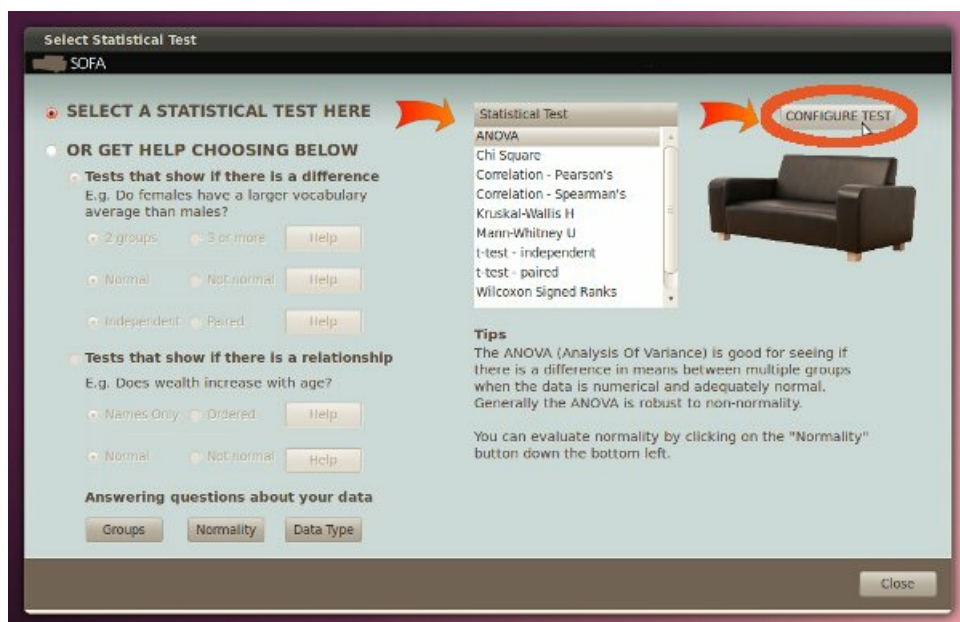 Select Statistical Test
SOFA
SELECT A STATISTICAL TEST HERE
OR GET HELP CHOOSING BELOW
Tests that show if there is a difference
E.g. Do females have a larger vocabulary
average than males?
2 groups 3 or more Help
Normal Not normal Help
Independent Paired Help
Tests that show if there is a relationship
E.g. Does wealth increase with age?
Names Only Ordered Help
Normal Not normal Help
Answering questions about your data
Groups Normality Data Type
Statistical Test
ANOVA
Chi Square
Correlation - Pearson's
Correlation - Spearman's
Kruskal-Wallis H
Mann-Whitney U
t-test - independent
t-test - paired
Wilcoxon Signed Ranks
CONFIGURE TEST
Tips
The ANOVA (Analysis Of Variance) is good for seeing if
there is a difference in means between multiple groups
when the data is numerical and adequately normal.
Generally the ANOVA is robust to non-normality.
You can evaluate normality by clicking on the "Normality"
button down the bottom left.
Close